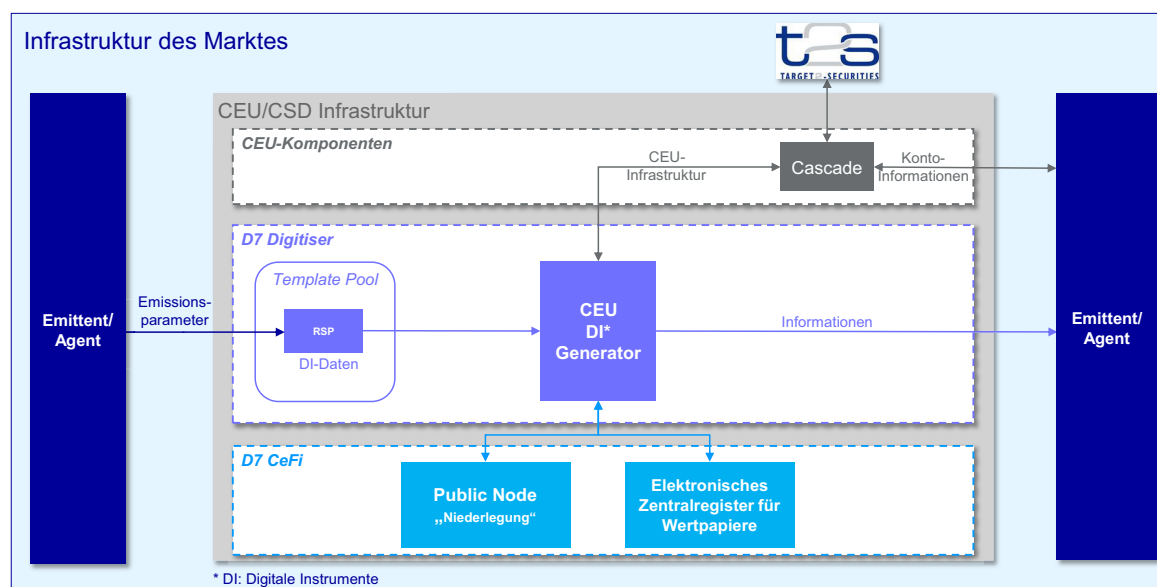 Infrastruktur des Marktes
t2s
TARGET2-SECURITIES
CEU/CSD Infrastruktur
CEU-Komponenten
CEU-
Infrastruktur
Cascade
Konto-
Informationen
D7 Digitiser
Template Pool
Emissions-
parameter
Emittent/
Agent
RSP
DI-Daten
CEU
DI*
Generator
Informationen
Emittent/
Agent
D7 CeFi
Public Node
„Niederlegung“
Elektronisches
Zentralregister für
Wertpapiere
* DI: Digitale Instrumente